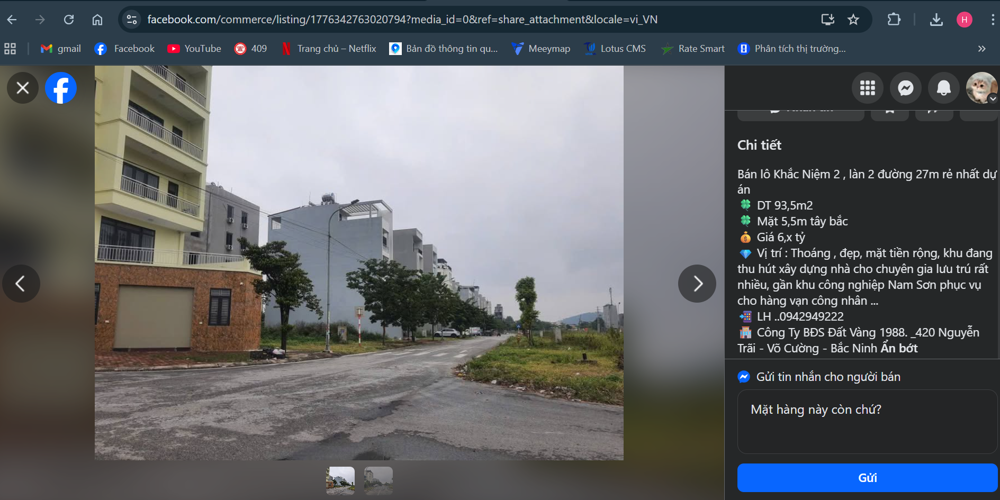 facebook.com/commerce/listing/1776342763020794?media_id=0&ref=share_attachment&locale=vi_VN
H
gmail
Facebook
YouTube
409
Trang chủ – Netflix
Bản đồ thông tin qu...
Meeymap
Lotus CMS
Rate Smart
Phân tích thị trường...
Chi tiết
Bán lô Khắc Niệm 2 , làn 2 đường 27m rẻ nhất dự
án
🍀 DT 93,5m2
🍀 Mặt 5,5m tây bắc
💰 Giá 6,x tỷ
💎 Vị trí : Thoáng , đẹp, mặt tiền rộng, khu đang
thu hút xây dựng nhà cho chuyên gia lưu trú rất
nhiều, gần khu công nghiệp Nam Sơn phục vụ
cho hàng vạn công nhân ...
📲 LH ..0942949222
🏨 Công Ty BĐS Đất Vàng 1988. _420 Nguyễn
Trãi - Võ Cường - Bắc Ninh Ẩn bớt
Gửi tin nhắn cho người bán
Mặt hàng này còn chứ?
Gửi